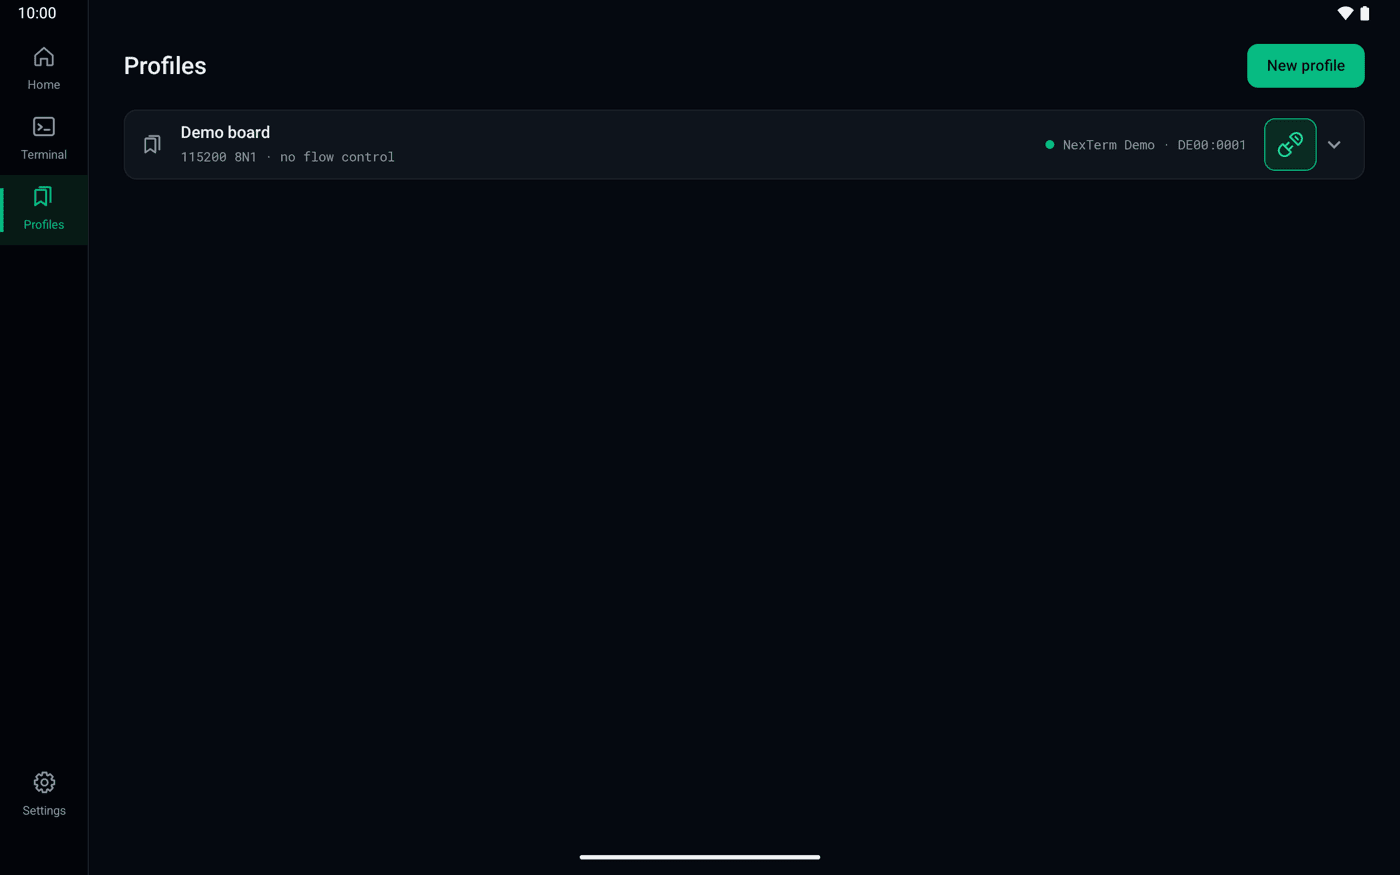 10:00
Home
Terminal
Profiles
Settings
Profiles
New profile
Demo board
115200 8N1 · no flow control
NexTerm Demo · DE00:0001